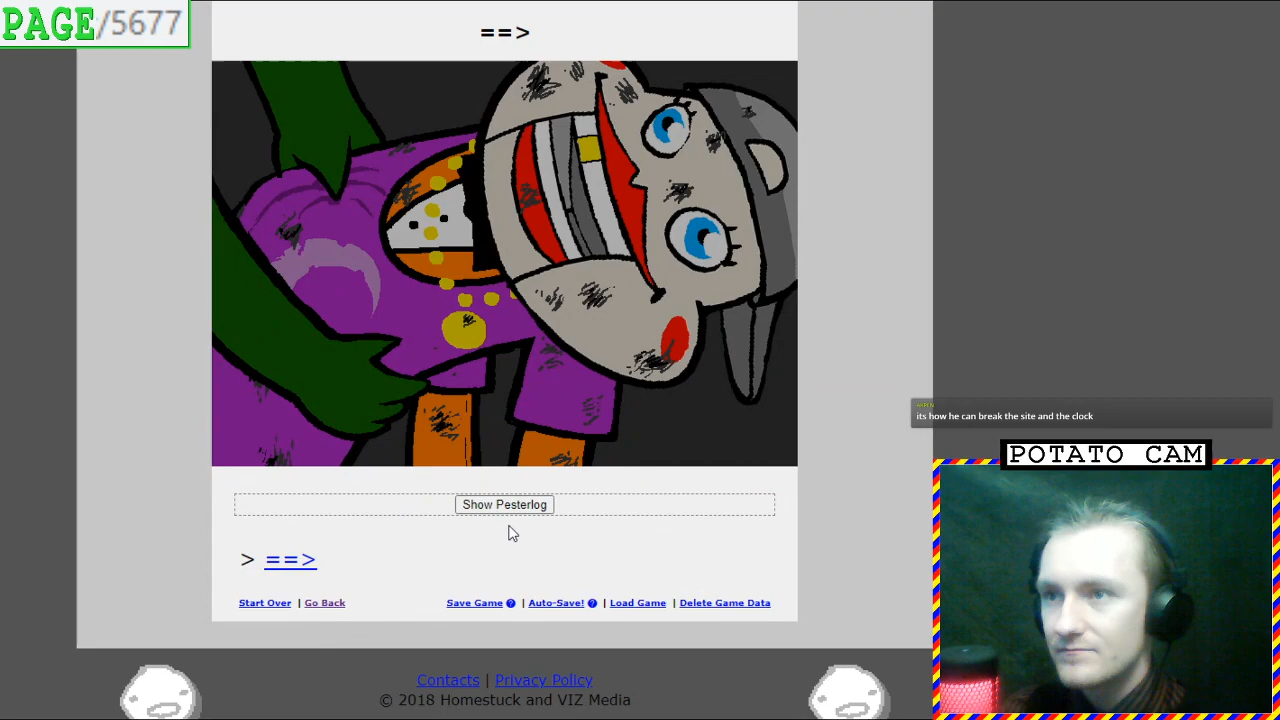 PAGE/5677
==>
Show Pesterlog
> ==>
Start Over | Go Back
Save Game ? | Auto-Save! ? | Load Game | Delete Game Data
Contacts | Privacy Policy
© 2018 Homestuck and VIZ Media
its how he can break the site and the clock
POTATO CAM